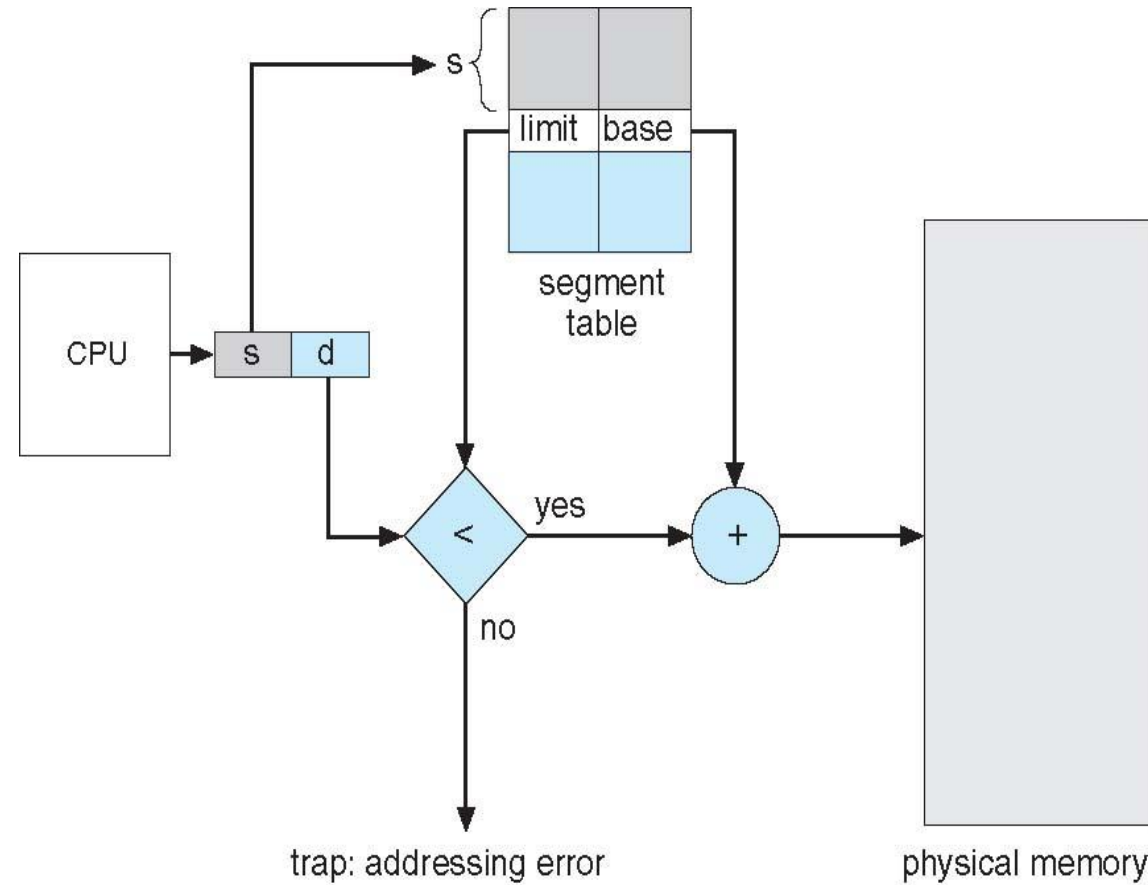 s
limit base
segment
table
CPU
s d
yes
<
+
no
trap: addressing error
physical memory